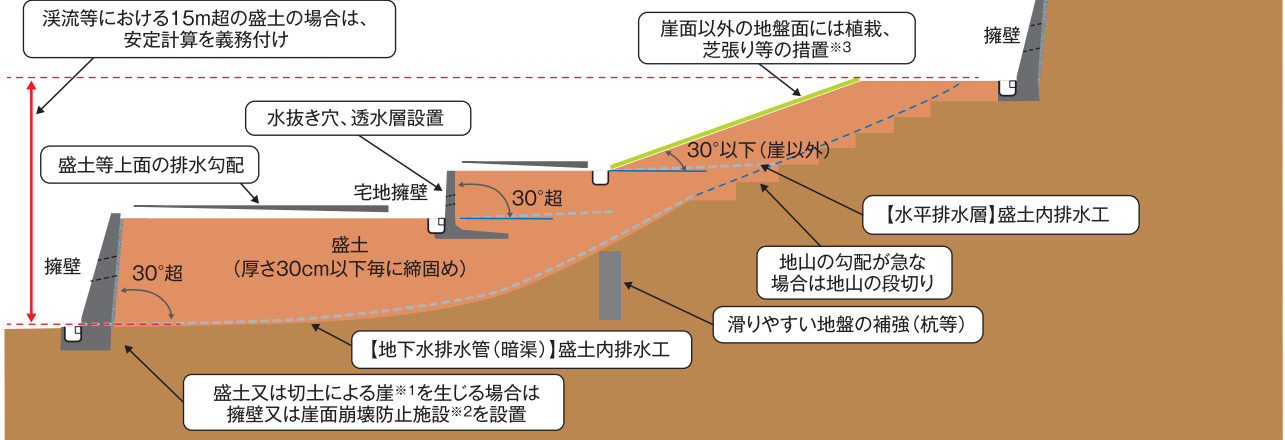 渓流等における15m超の盛土の場合は、
安定計算を義務付け
崖面以外の地盤面には植栽、
芝張り等の措置※3
擁壁
水抜き穴、透水層設置
盛土等上面の排水勾配
宅地擁壁
30°超
30°以下（崖以外）
【水平排水層】盛土内排水工
盛土
（厚さ30cm以下毎に締固め）
擁壁
30°超
地山の勾配が急な
場合は地山の段切り
滑りやすい地盤の補強（杭等）
【地下水排水管（暗渠）】盛土内排水工
盛土又は切土による崖※1を生じる場合は
擁壁又は崖面崩壊防止施設※2を設置